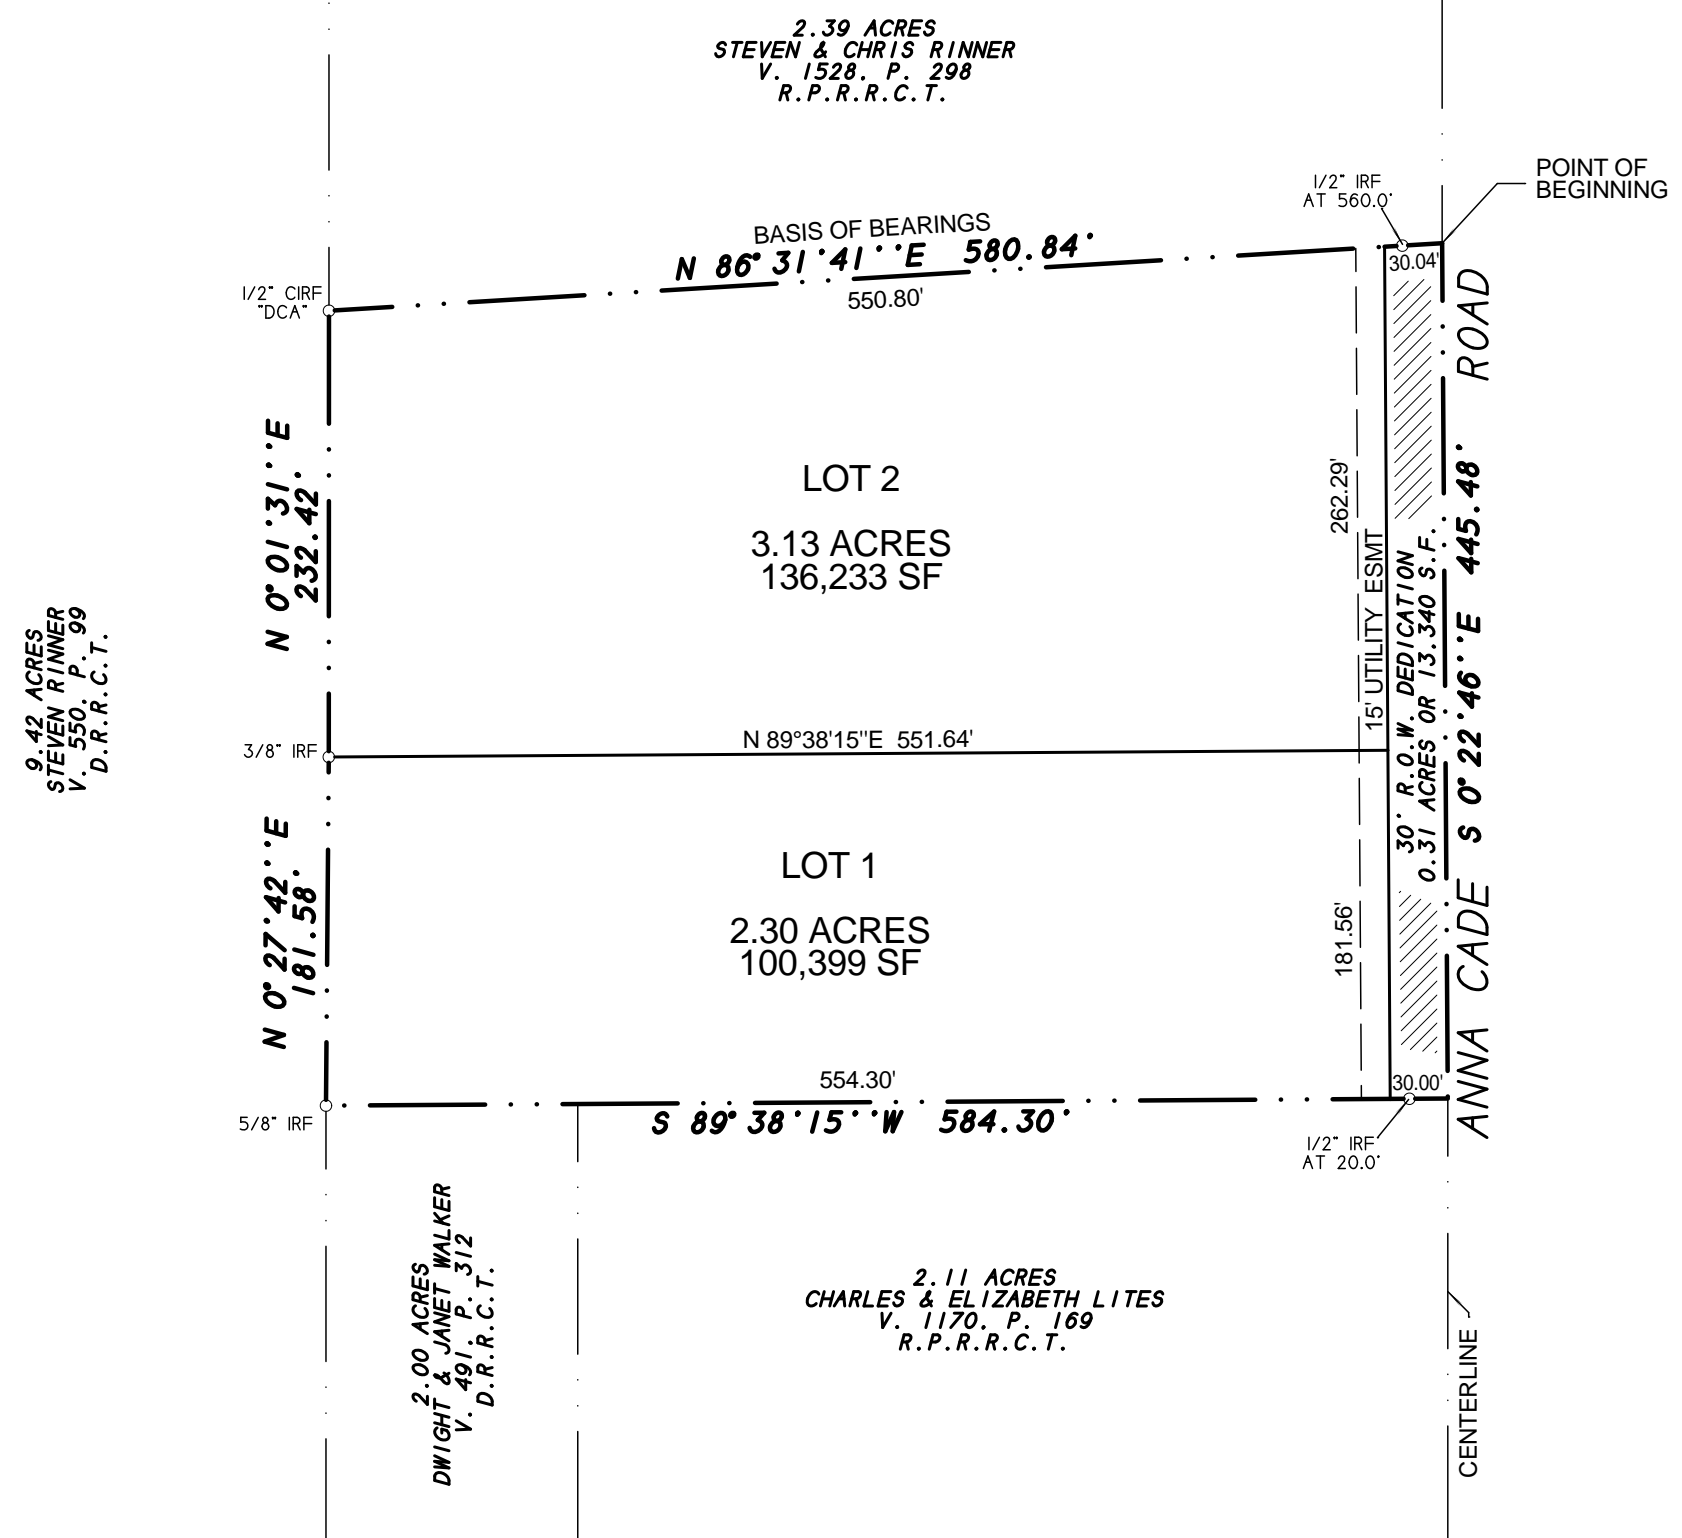 2.39 ACRES
STEVEN & CHRIS RINNER
V. 1528, P. 298
R.P.R.R.C.T.
POINT OF
BEGINNING
1/2" IRF
AT 560.0'
BASIS OF BEARINGS
N 86°31'41''E 580.84'
30.04'
1/2" CIRF
"DCA"
550.80'
ROAD
N 0°01'31''E
232.42'
LOT 2
3.13 ACRES
136,233 SF
262.29'
15' UTILITY ESMT
30' R.O.W. DEDICATION
0.31 ACRES OR 13,340 S.F.
S 0°22'46''E 445.48'
9.42 ACRES
STEVEN RINNER
V. 550, P. 99
D.R.R.C.T.
3/8" IRF
N 89°38'15"E 551.64'
N 0°27'42''E
181.58'
LOT 1
2.30 ACRES
100,399 SF
181.56'
ANNA CADE
554.30'
30.00'
5/8" IRF
S 89°38'15''W 584.30'
1/2" IRF
AT 20.0'
2.00 ACRES
DWIGHT & JANET WALKER
V. 491, P. 312
D.R.R.C.T.
2.11 ACRES
CHARLES & ELIZABETH LITES
V. 1170, P. 169
R.P.R.R.C.T.
CENTERLINE